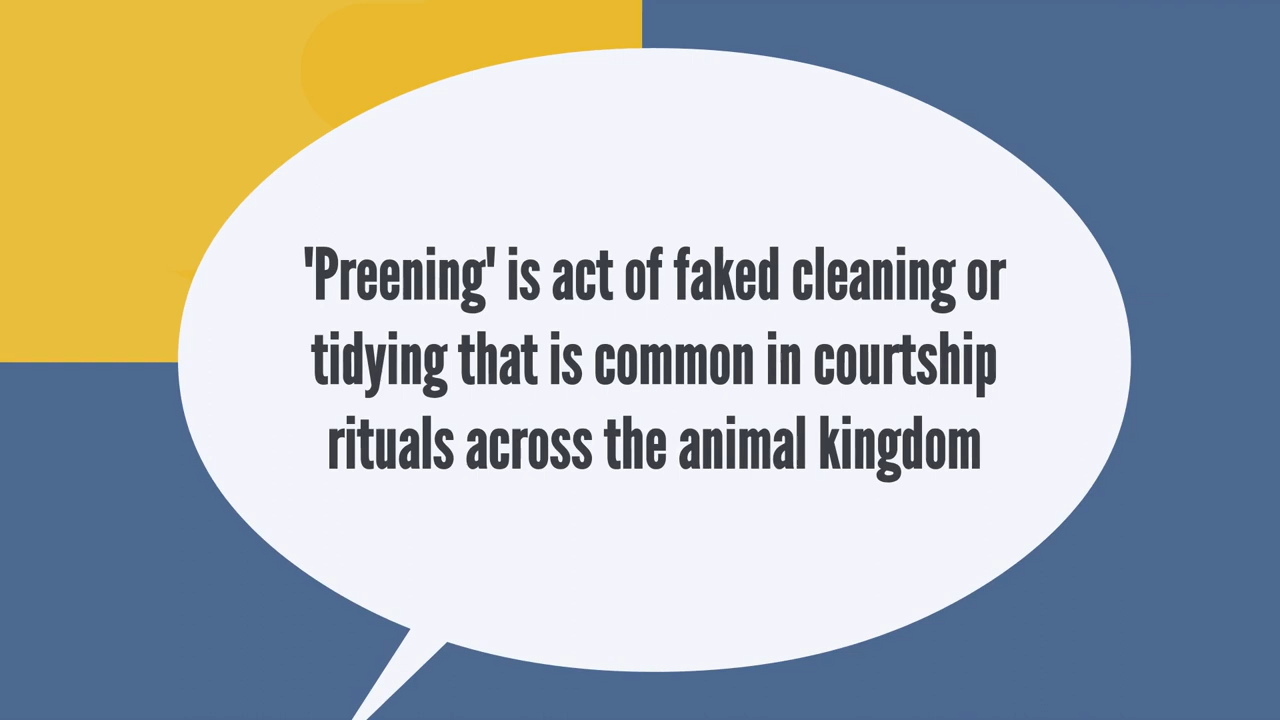 'Preening' is act of faked cleaning or
tidying that is common in courtship
rituals across the animal kingdom